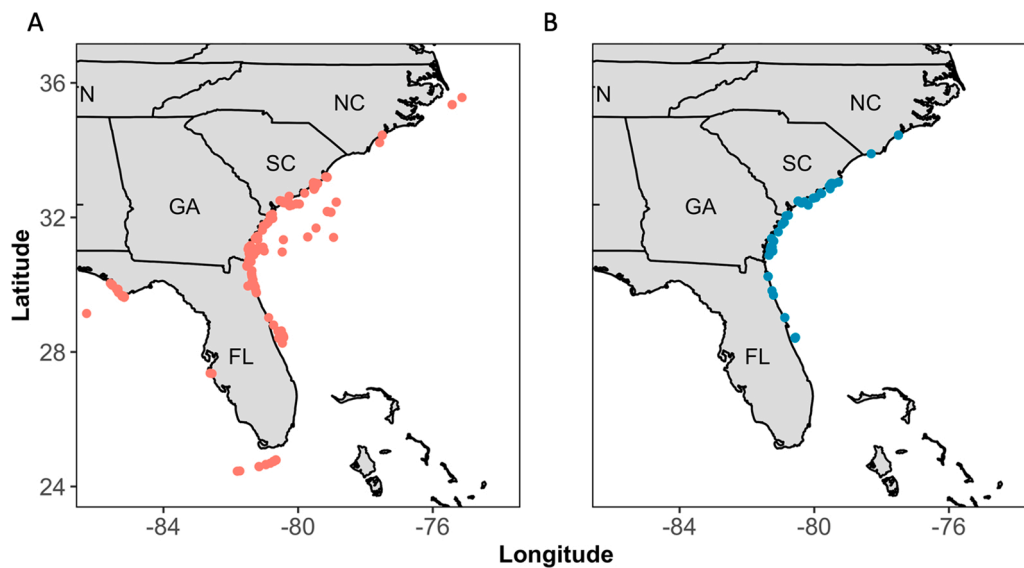 A
B
36
32
28
24
Latitude
N
NC
SC
GA
FL
N
NC
SC
GA
FL
-84
-80
-76
-84
-80
-76
Longitude